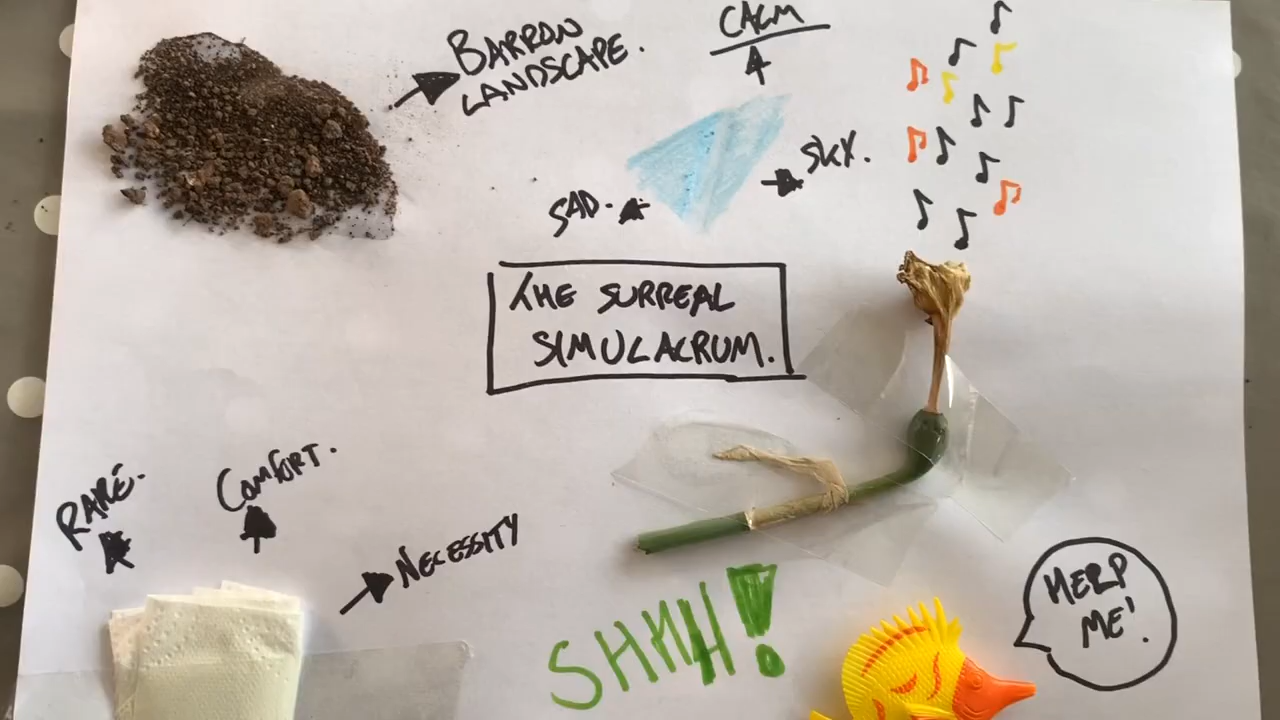 BARRON
LANDSCAPE.
CALM
SAD.
SKY.
THE SURREAL
SIMULACRUM.
RARE.
COMFORT.
NECESSITY
SHHH!
HERP
ME!